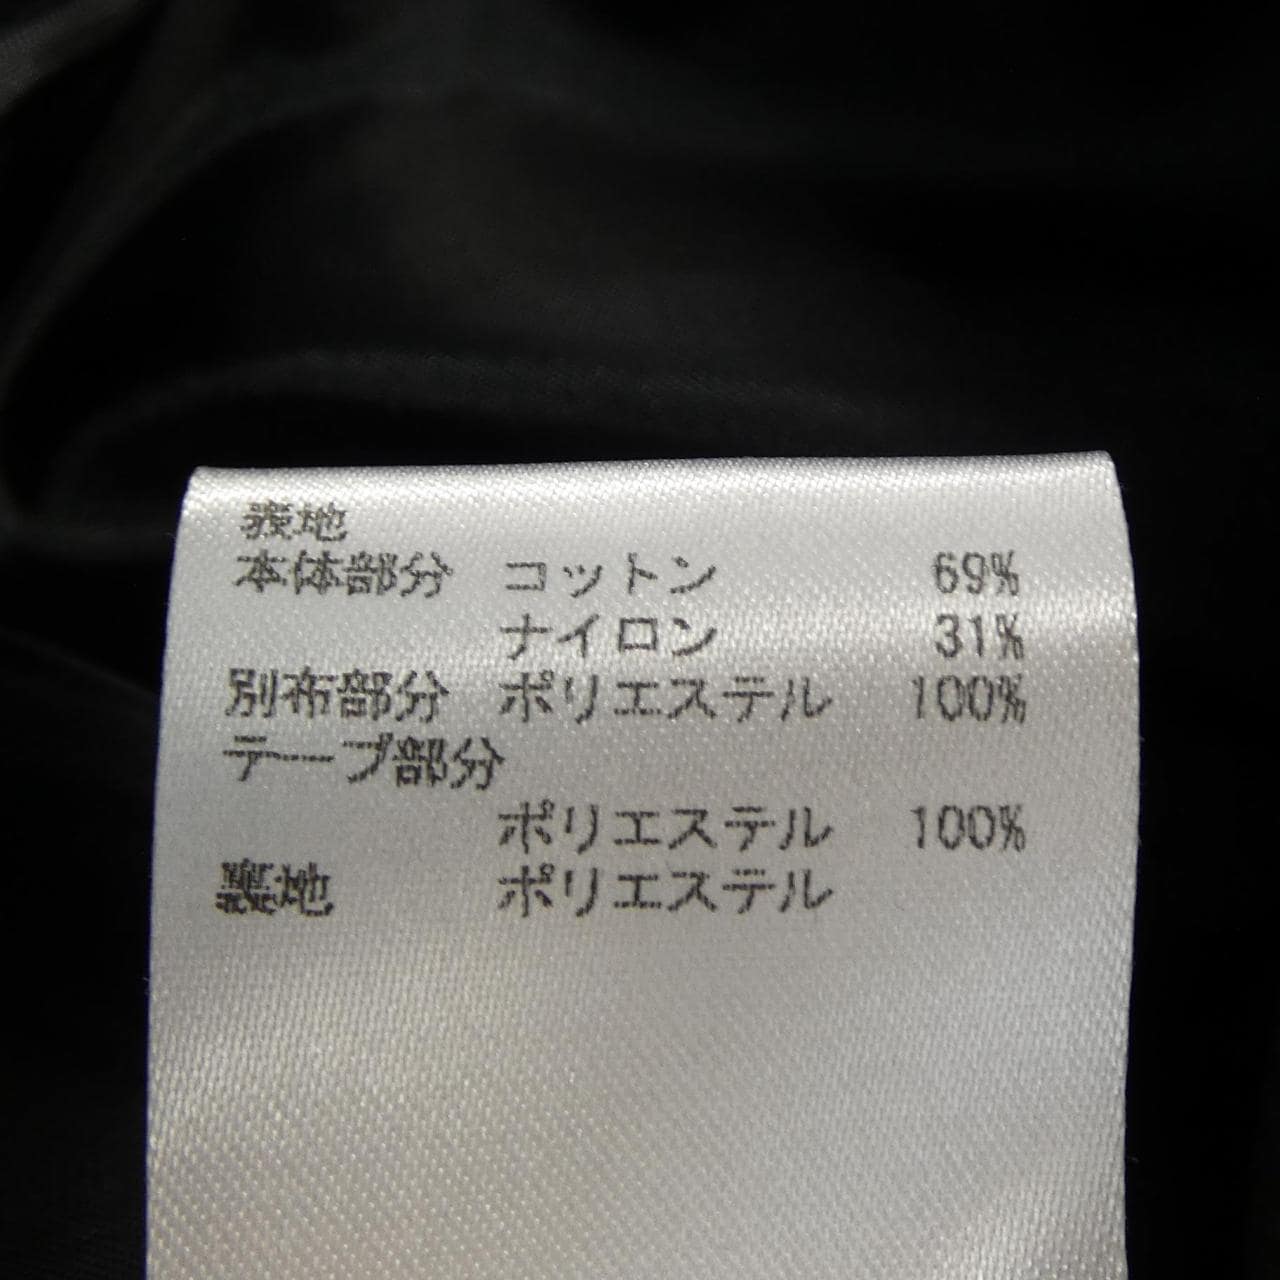 表地
本体部分 コットン 69%
ナイロン 31%
別布部分 ポリエステル 100%
テープ部分
ポリエステル 100%
裏地 ポリエステル